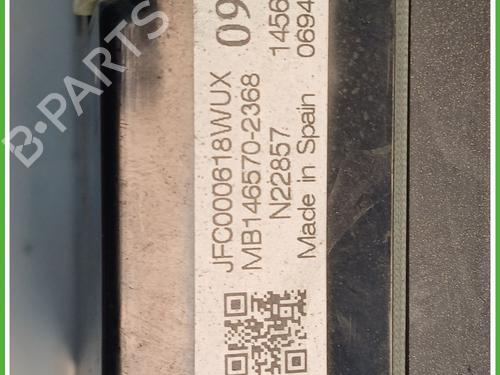 B-PARTS
09
1456
0694
JFC000618WUX
MB146570-2368
N22857
Made in Spain